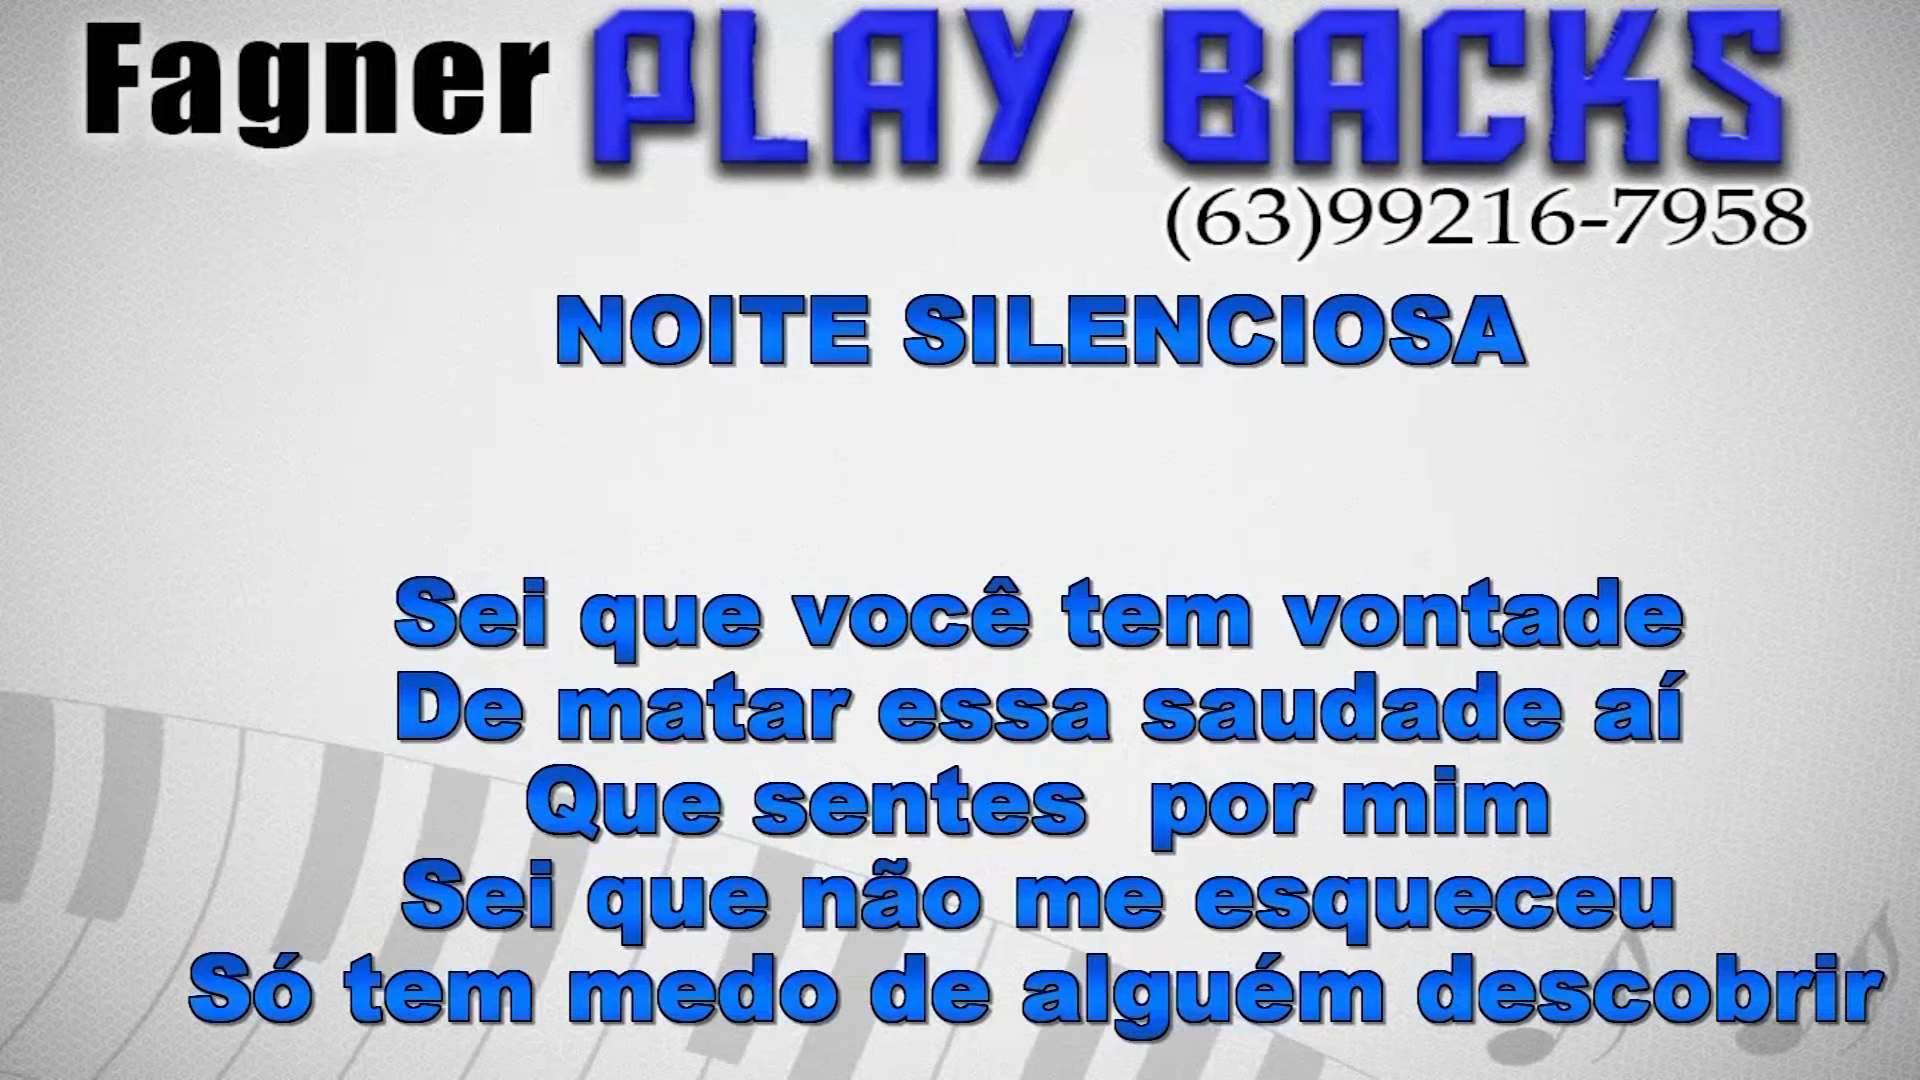 Fagner PLAY BACKS
(63)99216-7958
NOITE SILENCIOSA
Sei que você tem vontade
De matar essa saudade aí
Que sentes por mim
Sei que não me esqueceu
Só tem medo de alguém descobrir